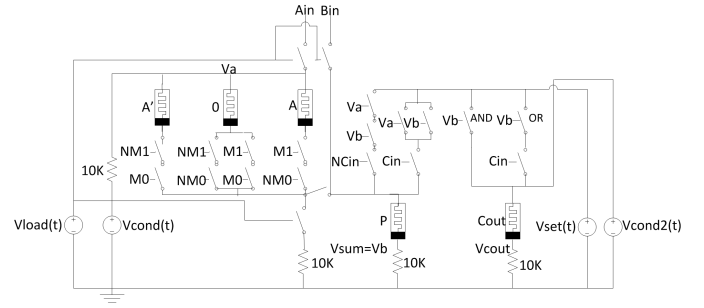 Ain Bin
Va
A' 0 A
Va
Va Vb
Vb AND Vb OR
Vb
NM1 NM1 M1 M1
NCin Cin Cin
10K
M0 NM0 M0 NM0
P
Cout
Vload(t) Vcond(t)
Vset(t) Vcond2(t)
Vsum=Vb
Vcout
10K 10K 10K